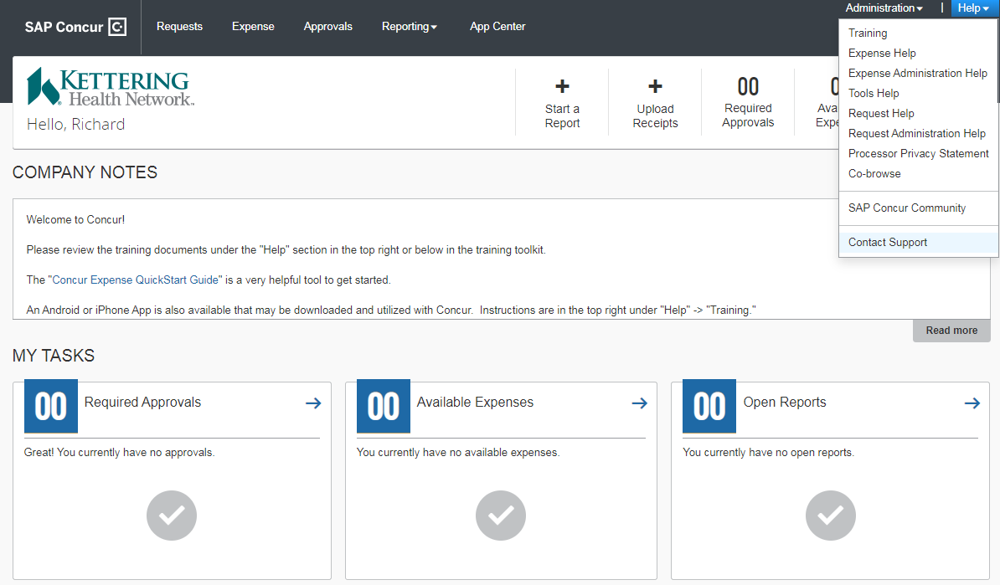 Administration | Help
SAP Concur C Requests Expense Approvals Reporting App Center
Training
Expense Help
Expense Administration Help
Tools Help
Request Help
Request Administration Help
Processor Privacy Statement
Co-browse
SAP Concur Community
Contact Support
KETTERING
Health Network.
Hello, Richard
+
Start a
Report
+
Upload
Receipts
00
Required
Approvals
COMPANY NOTES
Welcome to Concur!
Please review the training documents under the "Help" section in the top right or below in the training toolkit.
The "Concur Expense QuickStart Guide" is a very helpful tool to get started.
An Android or iPhone App is also available that may be downloaded and utilized with Concur. Instructions are in the top right under "Help" -> "Training."
Read more
MY TASKS
00 Required Approvals →
Great! You currently have no approvals.
00 Available Expenses →
You currently have no available expenses.
00 Open Reports →
You currently have no open reports.